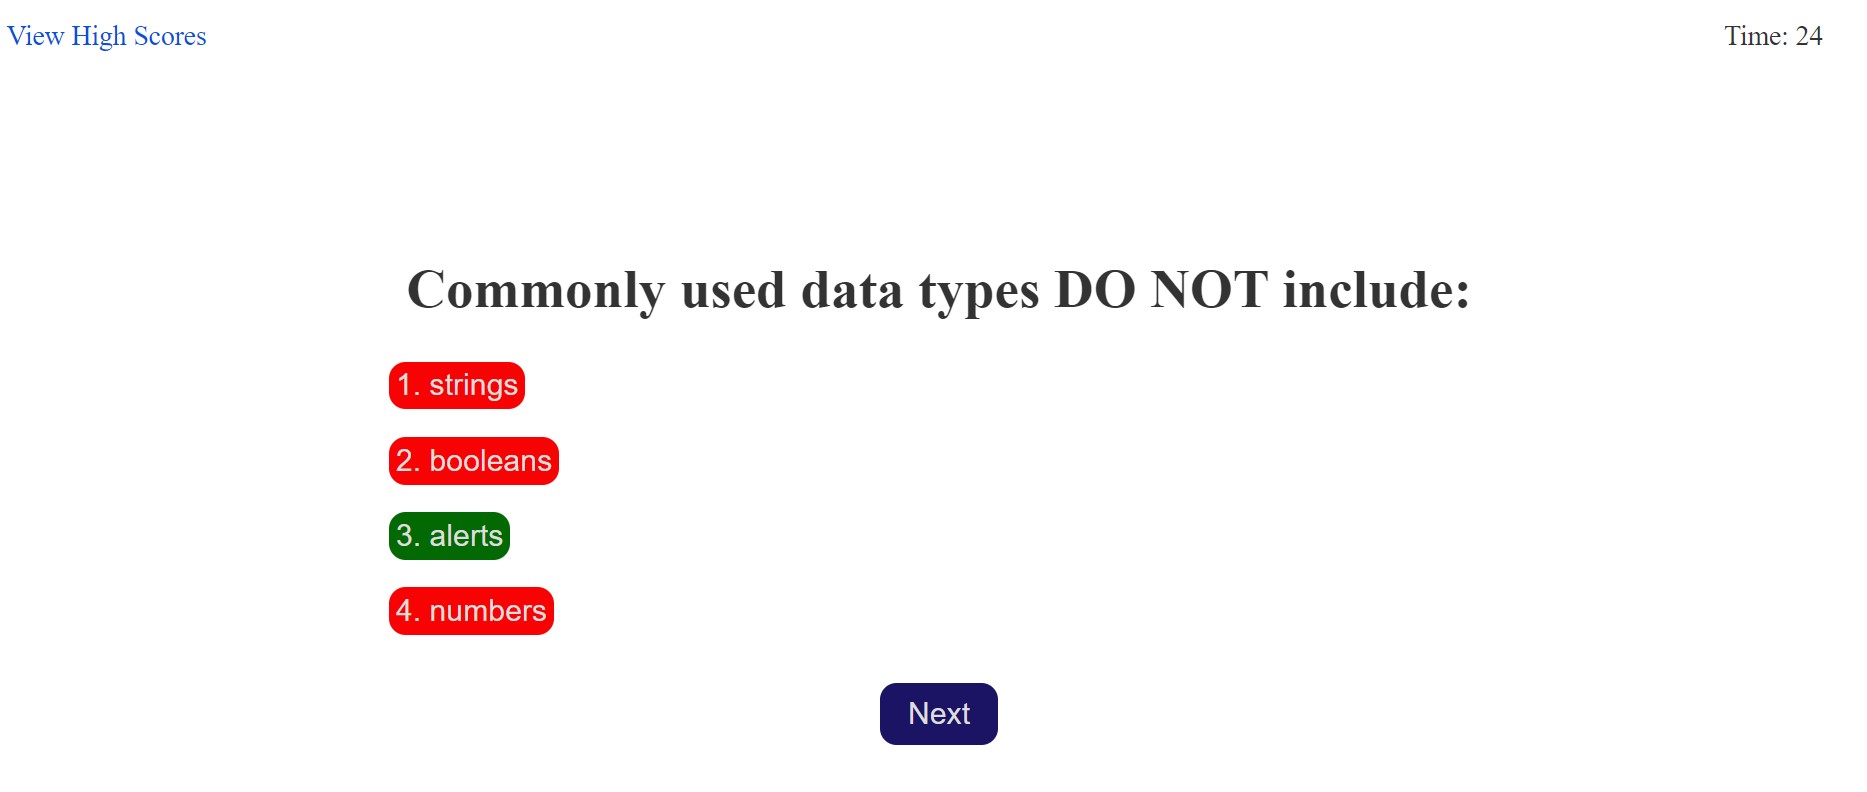 View High Scores
Time: 24
Commonly used data types DO NOT include:
1. strings
2. booleans
3. alerts
4. numbers
Next